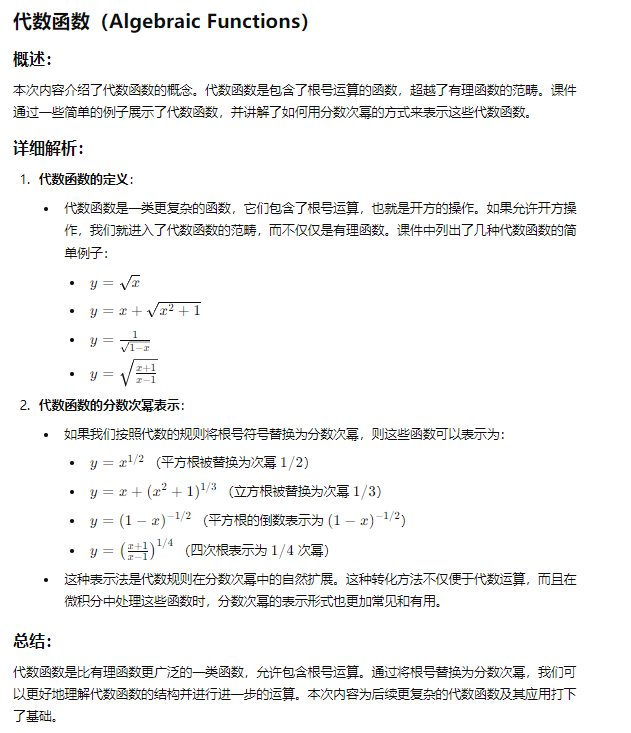 代数函数（Algebraic Functions）
概述：
本次内容介绍了代数函数的概念。代数函数是包含了根号运算的函数，超越了有理函数的范畴。课件
通过一些简单的例子展示了代数函数，并讲解了如何用分数次幂的方式来表示这些代数函数。
详细解析：
1. 代数函数的定义：
• 代数函数是一类更复杂的函数，它们包含了根号运算，也就是开方的操作。如果允许开方操
作，我们就进入了代数函数的范畴，而不仅仅是有理函数。课件中列出了几种代数函数的简
单例子：
• $y = \sqrt{x}$
• $y = x + \sqrt{x^2 + 1}$
• $y = \frac{1}{\sqrt{1-x}}$
• $y = \sqrt{\frac{x+1}{x-1}}$
2. 代数函数的分数次幂表示：
• 如果我们按照代数的规则将根号符号替换为分数次幂，则这些函数可以表示为：
• $y = x^{1/2}$ （平方根被替换为次幂 $1/2$）
• $y = x + (x^2 + 1)^{1/3}$ （立方根被替换为次幂 $1/3$）
• $y = (1 - x)^{-1/2}$ （平方根的倒数表示为 $(1 - x)^{-1/2}$）
• $y = \left(\frac{x+1}{x-1}\right)^{1/4}$ （四次根表示为 $1/4$ 次幂）
• 这种表示法是代数规则在分数次幂中的自然扩展。这种转化方法不仅便于代数运算，而且在
微积分中处理这些函数时，分数次幂的表示形式也更加常见和有用。
总结：
代数函数是比有理函数更广泛的一类函数，允许包含根号运算。通过将根号替换为分数次幂，我们可
以更好地理解代数函数的结构并进行进一步的运算。本次内容为后续更复杂的代数函数及其应用打下
了基础。